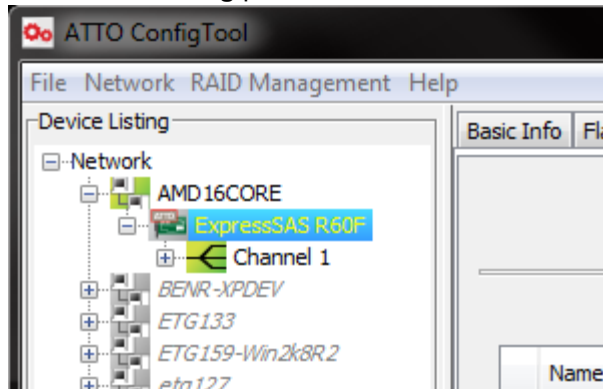 ATTO ConfigTool
File Network RAID Management Help
Device Listing
Basic Info
Network
AMD16CORE
ExpressSAS R60F
Channel 1
BENR-XPDEV
ETG133
ETG159-Win2k8R2
etg127
Name